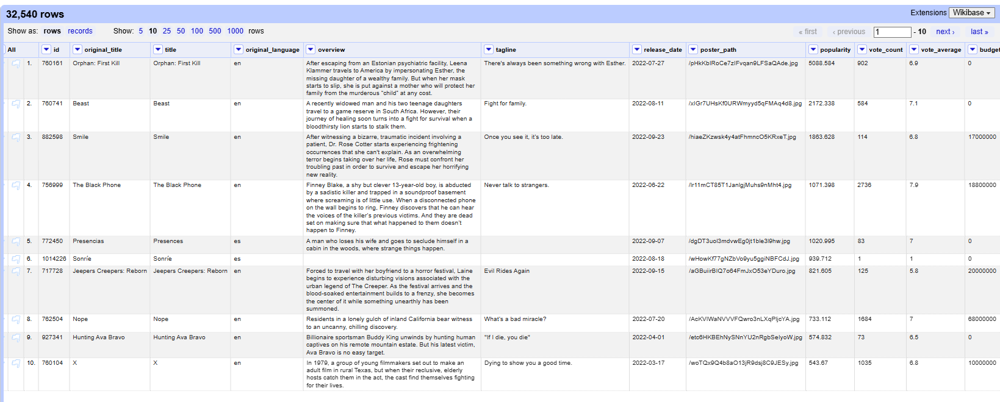 32,540 rows
Extensions Wikibase
Show as: rows records Show: 5 10 25 50 100 500 1000 rows
« first ‹ previous 1 - 10 next › last »
All id original_title title original_language overview tagline release_date poster_path popularity vote_count vote_average budget
1. 760161 Orphan: First Kill Orphan: First Kill en After escaping from an Estonian psychiatric facility, Leena There's always been something wrong with Esther. 2022-07-27 /pHkKbIRoCe7zIFvqan9LFSaQAde.jpg 5088.584 902 6.9 0
Klammer travels to America by impersonating Esther, the
missing daughter of a wealthy family. But when her mask
starts to slip, she is put against a mother who will protect her
family from the murderous “child” at any cost.
2. 760741 Beast Beast en A recently widowed man and his two teenage daughters Fight for family. 2022-08-11 /xIGr7UHsKf0URWmyyd5qFMAq4d8.jpg 2172.338 584 7.1 0
travel to a game reserve in South Africa. However, their
journey of healing soon turns into a fight for survival when a
bloodthirsty lion starts to stalk them.
3. 882598 Smile Smile en After witnessing a bizarre, traumatic incident involving a Once you see it, it's too late. 2022-09-23 /hiaeZKzwsk4y4atFhmncO5KRxeT.jpg 1863.628 114 6.8 17000000
patient, Dr. Rose Cotter starts experiencing frightening
occurrences that she can't explain. As an overwhelming
terror begins taking over her life, Rose must confront her
troubling past in order to survive and escape her horrifying
new reality.
4. 756999 The Black Phone The Black Phone en Finney Blake, a shy but clever 13-year-old boy, is abducted Never talk to strangers. 2022-06-22 /lr11mCT85T1JanlgjMuhs9nMht4.jpg 1071.398 2736 7.9 18800000
by a sadistic killer and trapped in a soundproof basement
where screaming is of little use. When a disconnected phone
on the wall begins to ring, Finney discovers that he can hear
the voices of the killer's previous victims. And they are dead
set on making sure that what happened to them doesn't
happen to Finney.
5. 772450 Presencias Presences es A man who loses his wife and goes to seclude himself in a 2022-09-07 /dgDT3uol3mdvwEg0jt1ble3l9hw.jpg 1020.995 83 7 0
cabin in the woods, where strange things happen.
6. 1014226 Sonríe Sonríe es 2022-08-18 /wHowKf77gNZbVo9yu5ggiNBFCdJ.jpg 939.712 1 1 0
7. 717728 Jeepers Creepers: Reborn Jeepers Creepers: Reborn en Forced to travel with her boyfriend to a horror festival, Laine Evil Rides Again 2022-09-15 /aGBuiirBIQ7o64FmJxO53eYDuro.jpg 821.605 125 5.8 20000000
begins to experience disturbing visions associated with the
urban legend of The Creeper. As the festival arrives and the
blood-soaked entertainment builds to a frenzy, she becomes
the center of it while something unearthly has been
summoned.
8. 762504 Nope Nope en Residents in a lonely gulch of inland California bear witness What's a bad miracle? 2022-07-20 /AcKVlWaNVVVFQwro3nLXqPljcYA.jpg 733.112 1684 7 68000000
to an uncanny, chilling discovery.
9. 927341 Hunting Ava Bravo Hunting Ava Bravo en Billionaire sportsman Buddy King unwinds by hunting human "If I die, you die" 2022-04-01 /etc6HKBEhNySNnYU2nRgbSeIyoW.jpg 574.832 73 6.5 0
captives on his remote mountain estate. But his latest victim,
Ava Bravo is no easy target.
10. 760104 X X en In 1979, a group of young filmmakers set out to make an Dying to show you a good time. 2022-03-17 /woTQx9Q4b8aO13jR9dsj8C9JESy.jpg 543.67 1035 6.8 10000000
adult film in rural Texas, but when their reclusive, elderly
hosts catch them in the act, the cast find themselves fighting
for their lives.